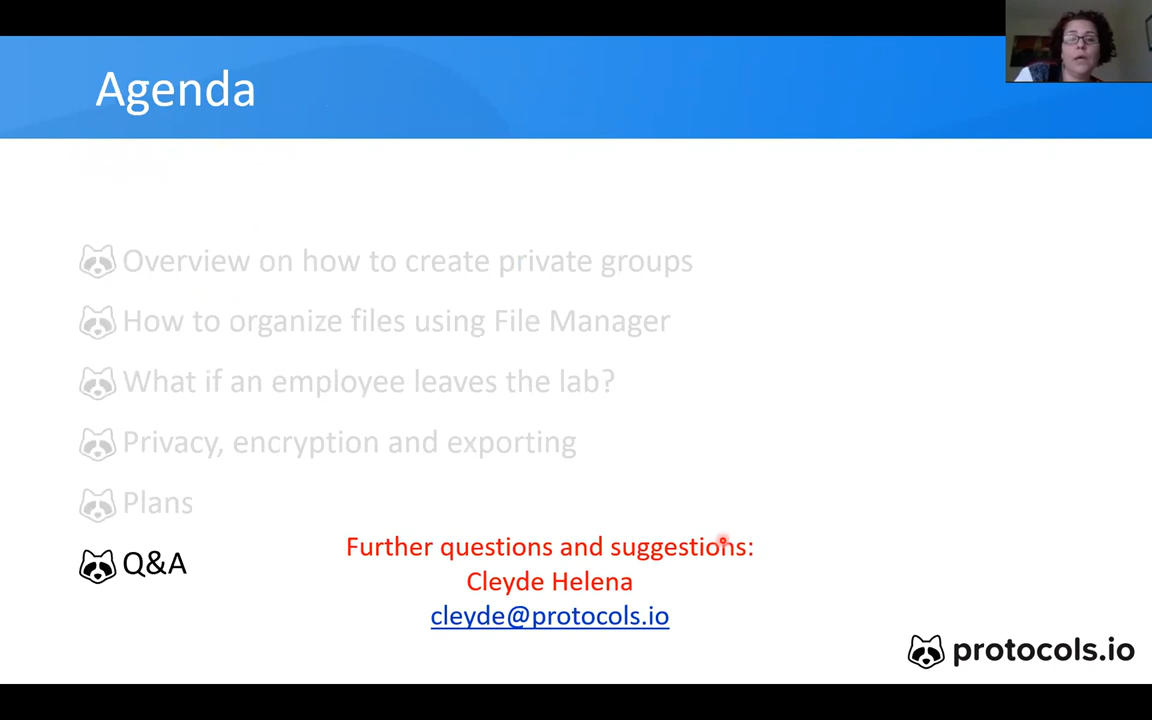 Agenda
Overview on how to create private groups
How to organize files using File Manager
What if an employee leaves the lab?
Privacy, encryption and exporting
Plans
Q&A
Further questions and suggestions:
Cleyde Helena
cleyde@protocols.io
protocols.io